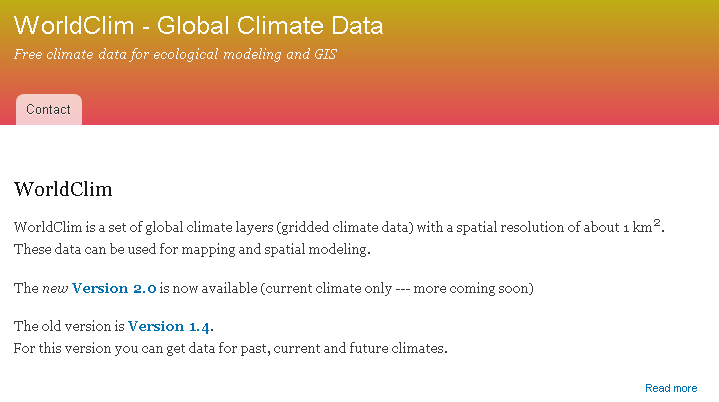 WorldClim - Global Climate Data
Free climate data for ecological modeling and GIS
Contact
WorldClim
WorldClim is a set of global climate layers (gridded climate data) with a spatial resolution of about 1 km².
These data can be used for mapping and spatial modeling.
The new Version 2.0 is now available (current climate only --- more coming soon)
The old version is Version 1.4.
For this version you can get data for past, current and future climates.
Read more